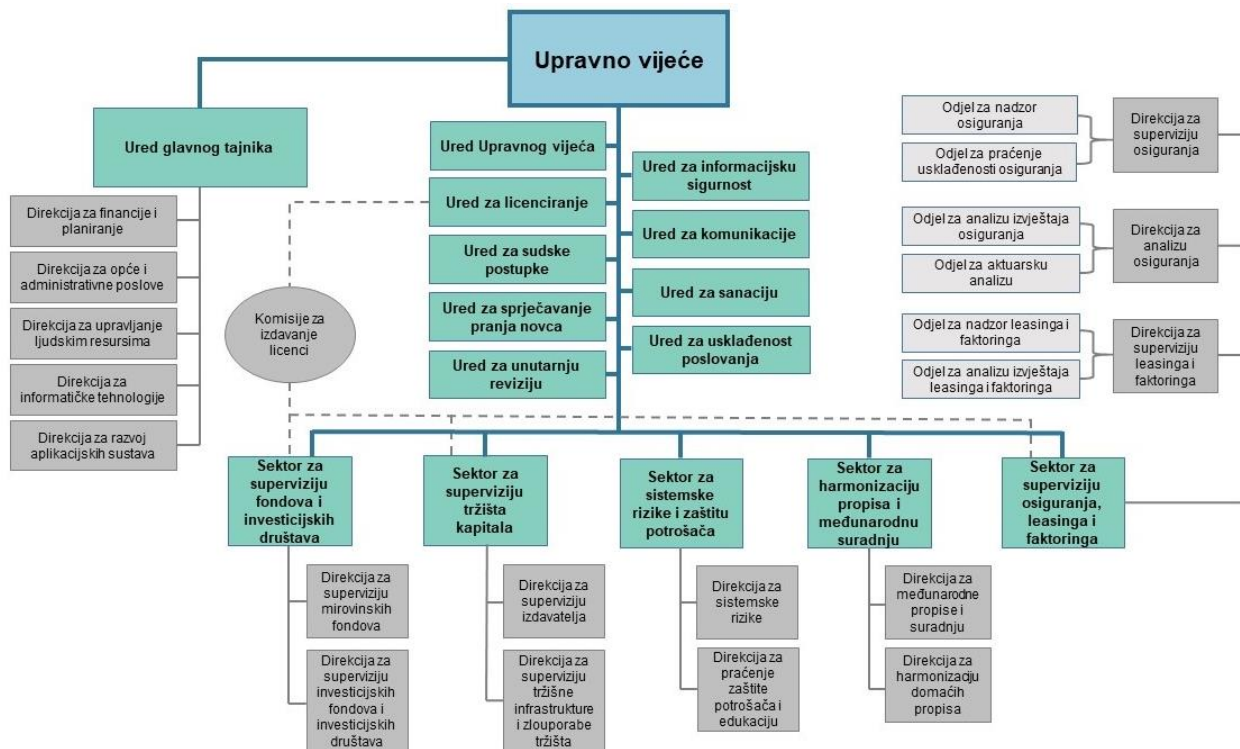 Upravno vijeće
Ured glavnog tajnika
Direkcija za financije i
planiranje
Direkcija za opće i
administrativne poslove
Direkcija za upravljanje
ljudskim resursima
Direkcija za
informatičke tehnologije
Direkcija za razvoj
aplikacijskih sustava
Komisije za
izdavanje
licenci
Ured Upravnog vijeća
Ured za licenciranje
Ured za sudske
postupke
Ured za sprječavanje
pranja novca
Ured za unutarnju
reviziju
Ured za informacijsku
sigurnost
Ured za komunikacije
Ured za sanaciju
Ured za usklađenost
poslovanja
Odjel za nadzor
osiguranja
Odjel za praćenje
usklađenosti osiguranja
Direkcija za
superviziju
osiguranja
Odjel za analizu izvještaja
osiguranja
Odjel za aktuarsku
analizu
Direkcija za
analizu
osiguranja
Odjel za nadzor leasinga i
faktoringa
Odjel za analizu izvještaja
leasinga i faktoringa
Direkcija za
superviziju
leasinga i
faktoringa
Sektor za
superviziju
fondova i
investicijskih
društava
Direkcija za
superviziju
mirovinskih
fondova
Direkcija za
superviziju
investicijskih
fondova i
investicijskih
društava
Sektor za
superviziju
tržišta
kapitala
Direkcija za
superviziju
izdavatelja
Direkcija za
superviziju
tržišne
infrastrukture
i zlouporabe
tržišta
Sektor za
sistemske
rizike i zaštitu
potrošača
Direkcija za
sistemske
rizike
Direkcija za
praćenje
zaštite
potrošača i
edukaciju
Sektor za
harmonizaciju
propisa i
međunarodnu
suradnju
Direkcija za
međunarodne
propise i
suradnju
Direkcija za
harmonizaciju
domaćih
propisa
Sektor za
superviziju
osiguranja,
leasinga i
faktoringa